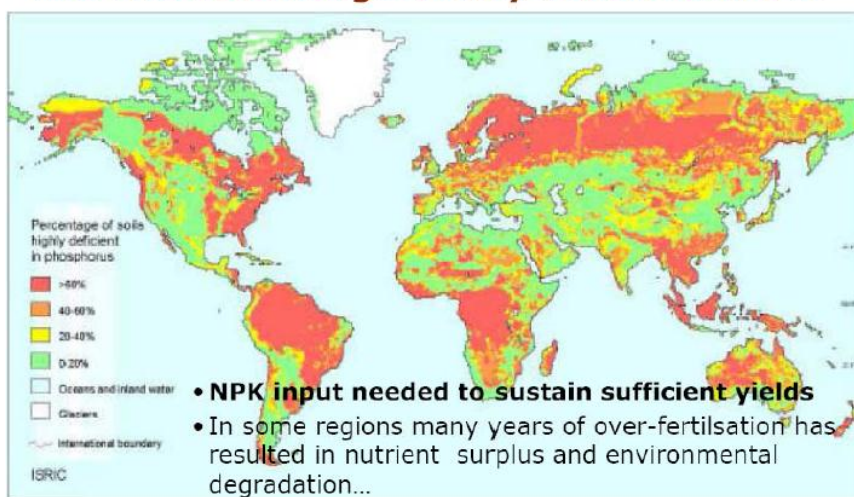 Percentage of soils
highly deficient
in phosphorus
>60%
40-60%
20-40%
0-20%
Oceans and inland water
Glaciers
International boundary
ISRIC
• NPK input needed to sustain sufficient yields
• In some regions many years of over-fertilsation has
resulted in nutrient surplus and environmental
degradation...